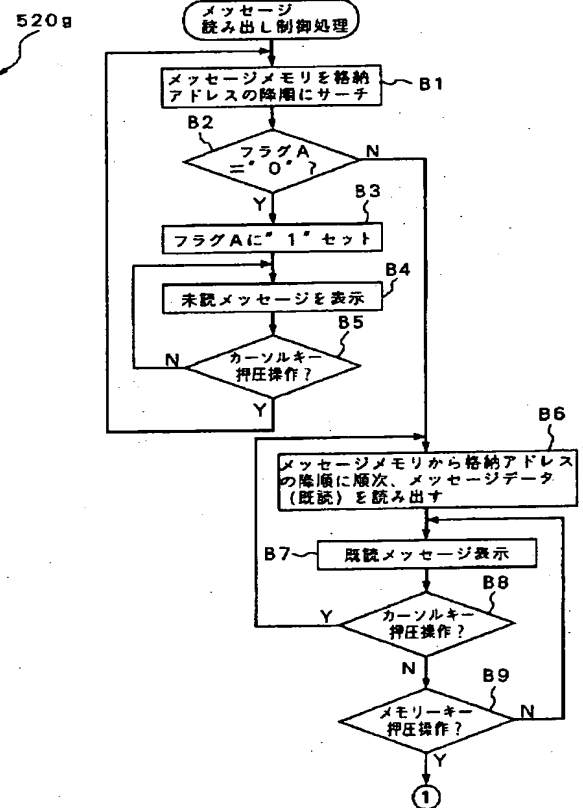 520g
メッセージ
読み出し制御処理
メッセージメモリを格納
アドレスの降順にサーチ
B1
B2
フラグA
=“0”?
N
Y
B3
フラグAに“1”セット
B4
未読メッセージを表示
B5
カーソルキー
押圧操作?
N
Y
B6
メッセージメモリから格納アドレス
の降順に順次、メッセージデータ
(既読)を読み出す
B7
既読メッセージ表示
B8
カーソルキー
押圧操作?
Y
N
B9
メモリーキー
押圧操作?
N
Y
1